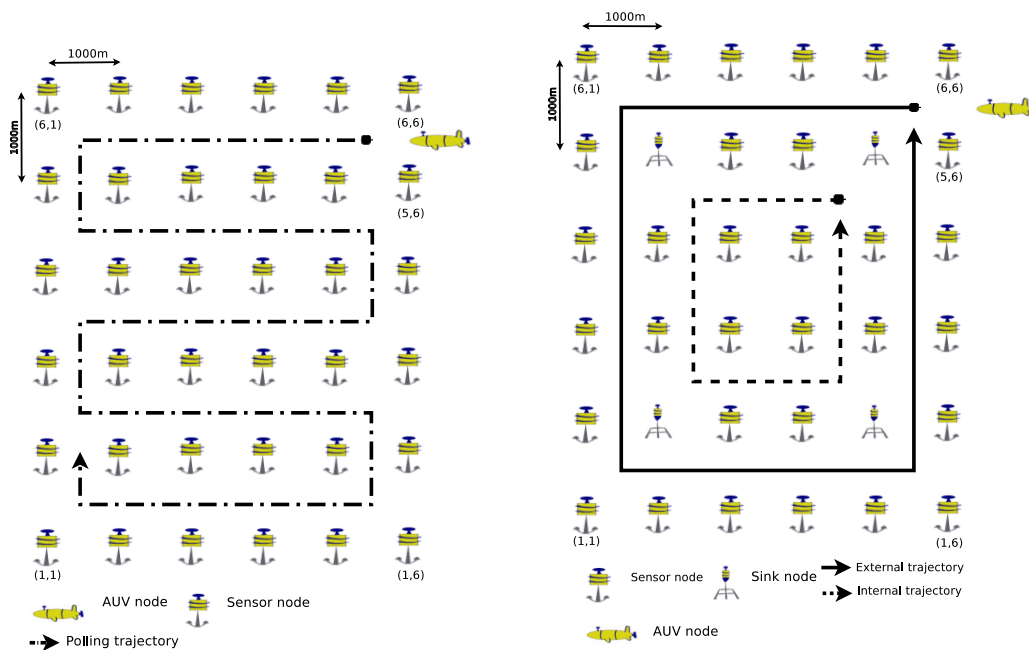 1000m
1000m
(6,1)
(6,6)
(5,6)
(1,1)
(1,6)
AUV node
Sensor node
Polling trajectory
1000m
1000m
(6,1)
(6,6)
(5,6)
(1,1)
(1,6)
Sensor node
Sink node
External trajectory
Internal trajectory
AUV node